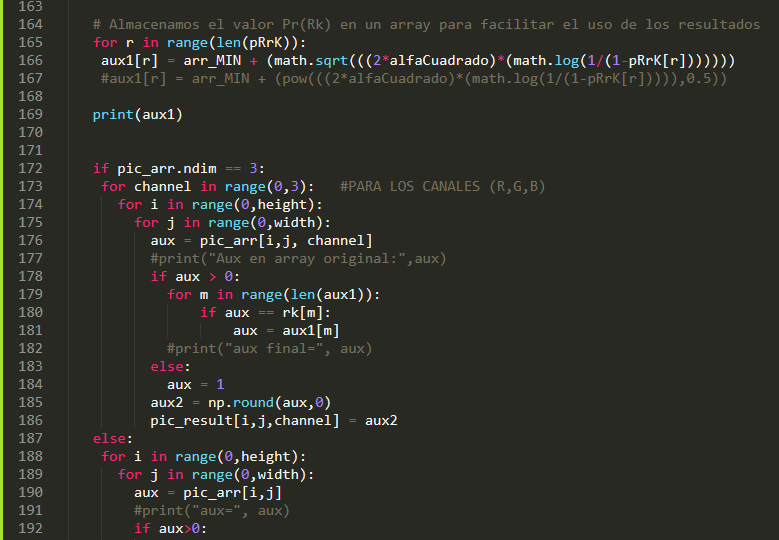 163
164 # Almacenamos el valor Pr(Rk) en un array para facilitar el uso de los resultados
165 for r in range(len(pRrK)):
166 aux1[r] = arr_MIN + (math.sqrt(((2*alfaCuadrado)*(math.log(1/(1-pRrK[r])))))))
167 #aux1[r] = arr_MIN + (pow(((2*alfaCuadrado)*(math.log(1/(1-pRrK[r])))),0.5))
168
169 print(aux1)
170
171
172 if pic_arr.ndim == 3:
173 for channel in range(0,3): #PARA LOS CANALES (R,G,B)
174 for i in range(0,height):
175 for j in range(0,width):
176 aux = pic_arr[i,j, channel]
177 #print("Aux en array original:",aux)
178 if aux > 0:
179 for m in range(len(aux1)):
180 if aux == rk[m]:
181 aux = aux1[m]
182 #print("aux final=", aux)
183 else:
184 aux = 1
185 aux2 = np.round(aux,0)
186 pic_result[i,j,channel] = aux2
187 else:
188 for i in range(0,height):
189 for j in range(0,width):
190 aux = pic_arr[i,j]
191 #print("aux=", aux)
192 if aux>0: